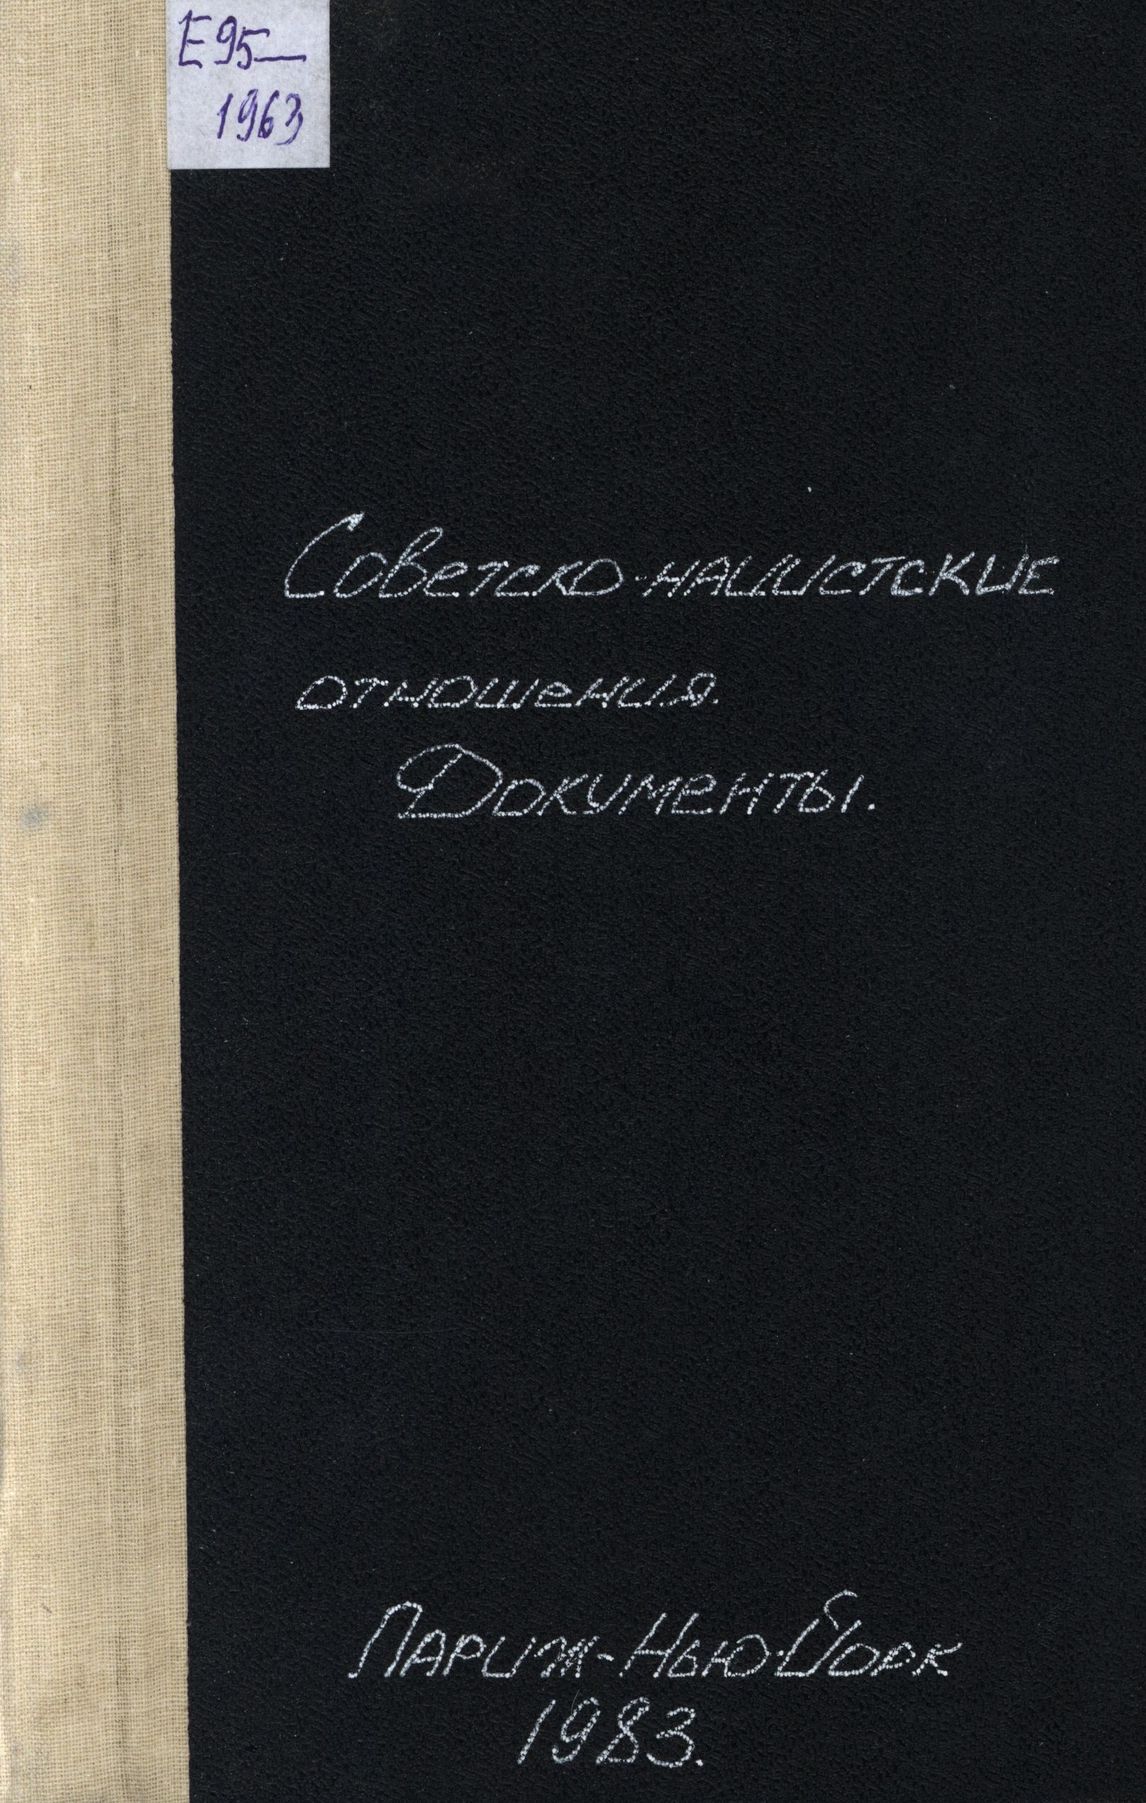 Е95—
1963
Советско-нацистские
отношения.
Документы.
Париж-Нью-Йорк
1983.